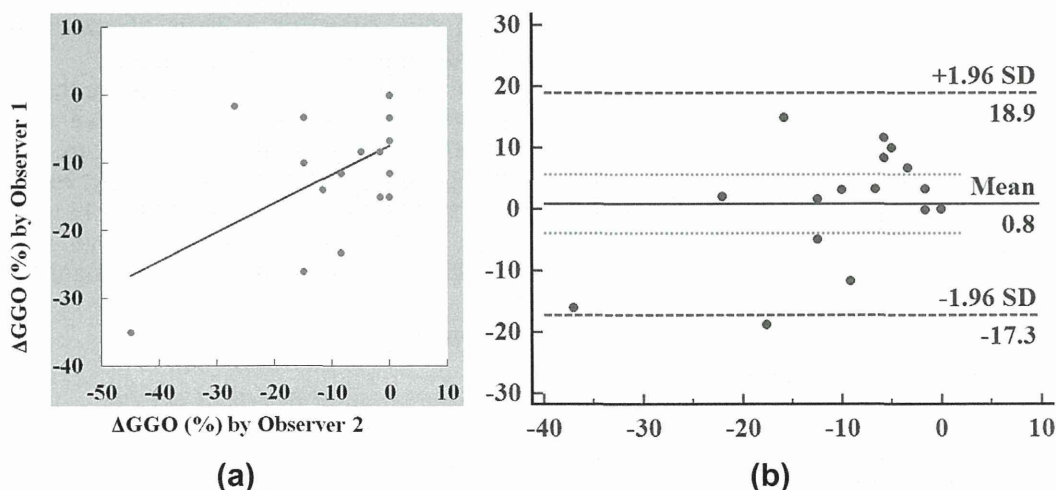 10
0
-10
-20
-30
-40
-50 -40 -30 -20 -10 0 10
ΔGGO (%) by Observer 1
ΔGGO (%) by Observer 2
(a)
30
20
10
0
-10
-20
-30
-40 -30 -20 -10 0 10
+1.96 SD
18.9
Mean
0.8
-1.96 SD
-17.3
(b)